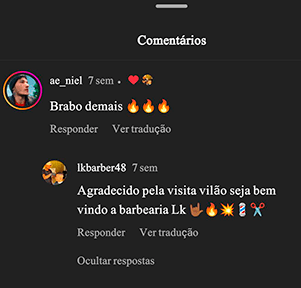 Comentários
ae_niel 7 sem • ❤️🥠
Brabo demais 🔥🔥🔥
Responder Ver tradução
lkbarber48 7 sem
Agradecido pela visita vilão seja bem
vindo a barbearia Lk 🤟🏾🔥💥💈✂️
Responder Ver tradução
Ocultar respostas